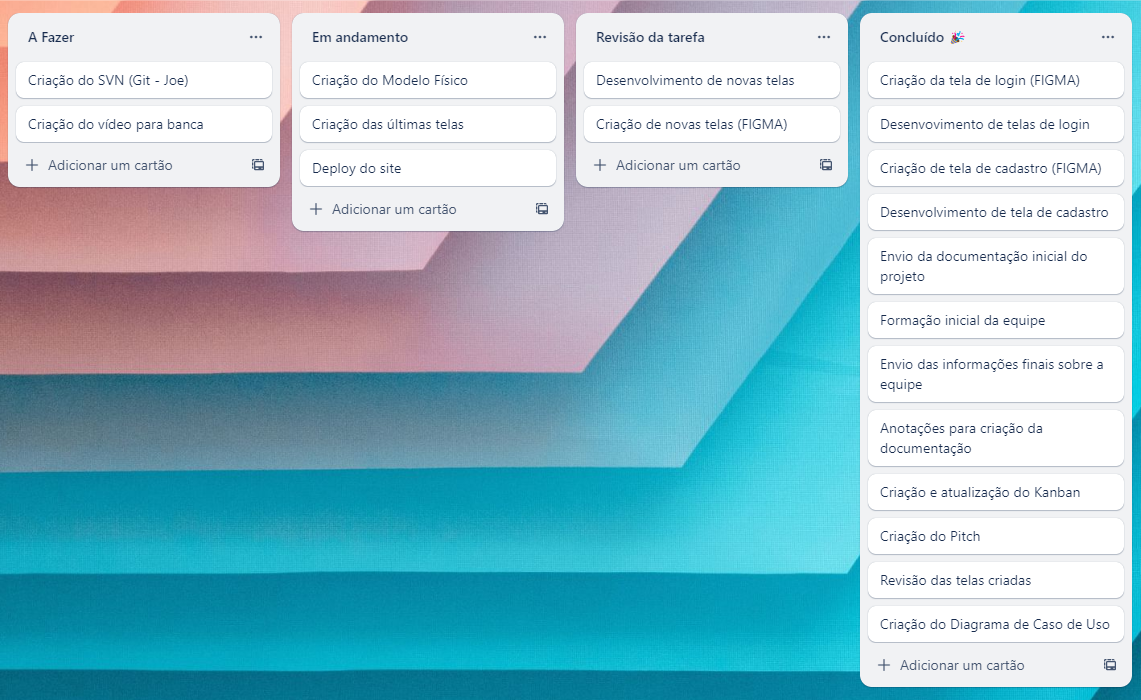 A Fazer
Criação do SVN (Git - Joe)
Criação do vídeo para banca
Adicionar um cartão
Em andamento
Criação do Modelo Físico
Criação das últimas telas
Deploy do site
Adicionar um cartão
Revisão da tarefa
Desenvolvimento de novas telas
Criação de novas telas (FIGMA)
Adicionar um cartão
Concluído 🎉
Criação da tela de login (FIGMA)
Desenvovimento de telas de login
Criação de tela de cadastro (FIGMA)
Desenvolvimento de tela de cadastro
Envio da documentação inicial do
projeto
Formação inicial da equipe
Envio das informações finais sobre a
equipe
Anotações para criação da
documentação
Criação e atualização do Kanban
Criação do Pitch
Revisão das telas criadas
Criação do Diagrama de Caso de Uso
Adicionar um cartão